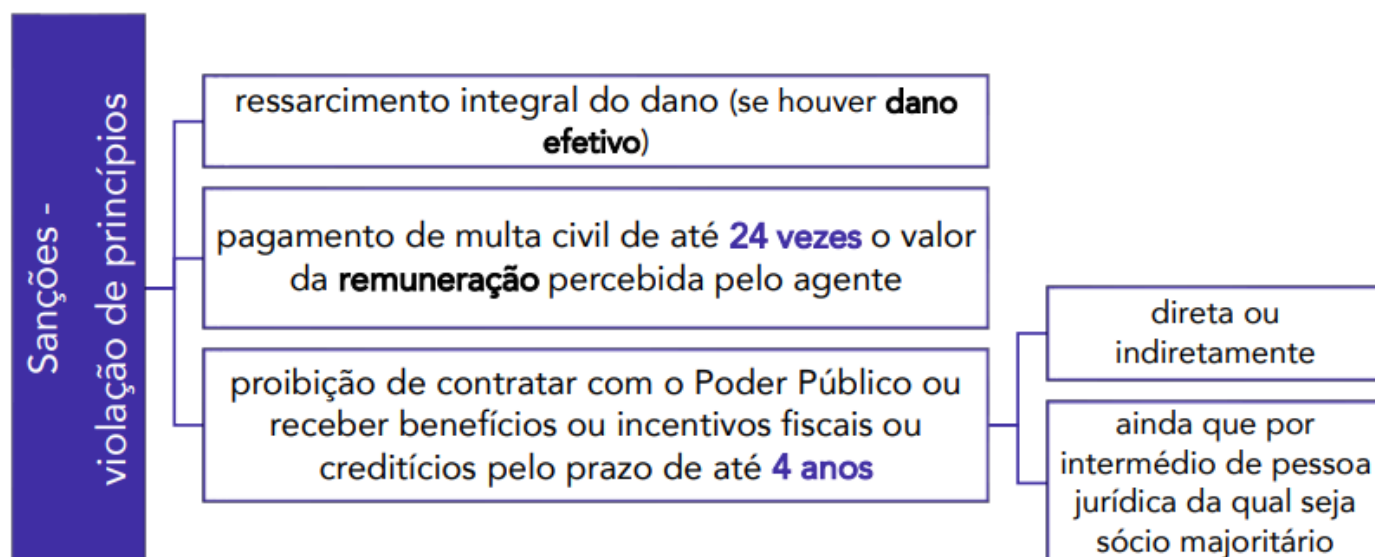 Sanções -
violação de princípios
ressarcimento integral do dano (se houver dano
efetivo)
pagamento de multa civil de até 24 vezes o valor
da remuneração percebida pelo agente
proibição de contratar com o Poder Público ou
receber benefícios ou incentivos fiscais ou
creditícios pelo prazo de até 4 anos
direta ou
indiretamente
ainda que por
intermédio de pessoa
jurídica da qual seja
sócio majoritário